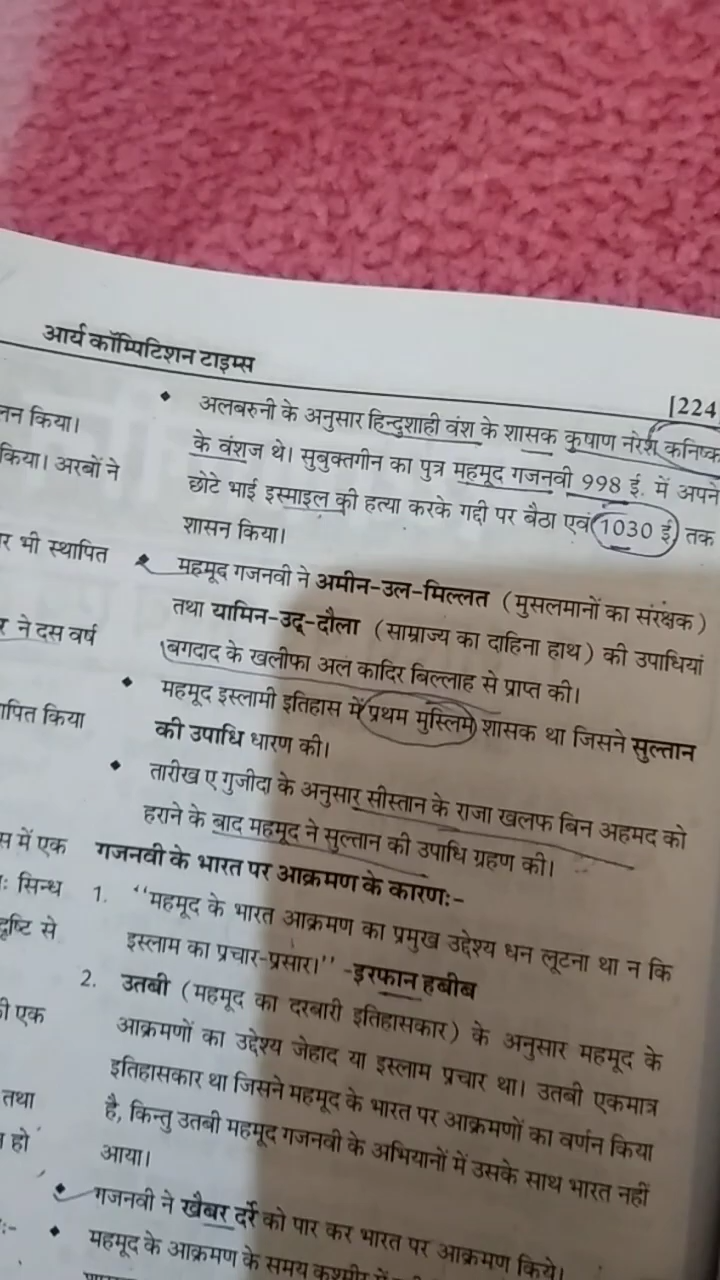 आर्य कॉम्पिटिशन टाइम्स
[224
लन किया।
किया। अरबों ने
र भी स्थापित
र ने दस वर्ष
ापित किया
स में एक
ः सिन्ध
दृष्टि से
ी एक
तथा
हो
:-
• अलबरुनी के अनुसार हिन्दुशाही वंश के शासक कुषाण नरेश कनिष्क
के वंशज थे। सुबुक्तगीन का पुत्र महमूद गजनवी 998 ई. में अपने
छोटे भाई इस्माइल की हत्या करके गद्दी पर बैठा एवं 1030 ई तक
शासन किया।
• महमूद गजनवी ने अमीन-उल-मिल्लत (मुसलमानों का संरक्षक)
तथा यामिन-उद्-दौला (साम्राज्य का दाहिना हाथ) की उपाधियां
बगदाद के खलीफा अल कादिर बिल्लाह से प्राप्त की।
• महमूद इस्लामी इतिहास में प्रथम मुस्लिम शासक था जिसने सुल्तान
की उपाधि धारण की।
• तारीख ए गुजीदा के अनुसार सीस्तान के राजा खलफ बिन अहमद को
हराने के बाद महमूद ने सुल्तान की उपाधि ग्रहण की।
गजनवी के भारत पर आक्रमण के कारणः-
1. "महमूद के भारत आक्रमण का प्रमुख उद्देश्य धन लूटना था न कि
इस्लाम का प्रचार-प्रसार।" -इरफान हबीब
2. उतबी (महमूद का दरबारी इतिहासकार) के अनुसार महमूद के
आक्रमणों का उद्देश्य जेहाद या इस्लाम प्रचार था। उतबी एकमात्र
इतिहासकार था जिसने महमूद के भारत पर आक्रमणों का वर्णन किया
है, किन्तु उतबी महमूद गजनवी के अभियानों में उसके साथ भारत नहीं
आया।
• गजनवी ने खैबर दर्रे को पार कर भारत पर आक्रमण किये।
• महमूद के आक्रमण के समय कश्मीर में